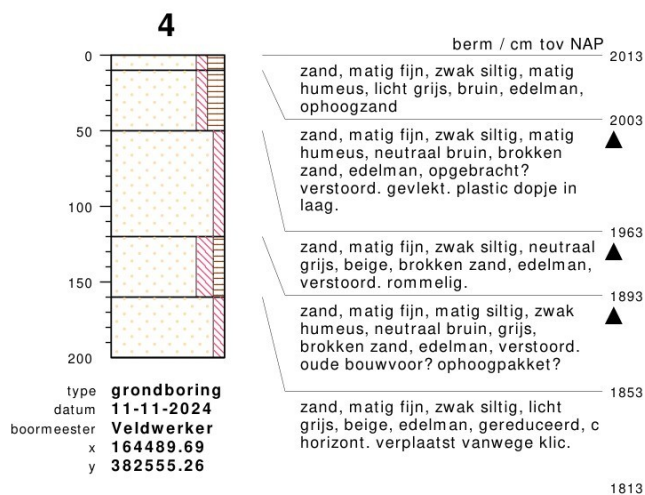 4
berm / cm tov NAP
0
50
100
150
200
2013
zand, matig fijn, zwak siltig, matig
humeus, licht grijs, bruin, edelman,
ophoogzand
2003
zand, matig fijn, zwak siltig, matig
humeus, neutraal bruin, brokken
zand, edelman, opgebracht?
verstoord. gevlekt. plastic dopje in
laag.
1963
zand, matig fijn, zwak siltig, neutraal
grijs, beige, brokken zand, edelman,
verstoord. rommelig.
1893
zand, matig fijn, matig siltig, zwak
humeus, neutraal bruin, grijs,
brokken zand, edelman, verstoord.
oude bouwvoor? ophoogpakket?
1853
zand, matig fijn, zwak siltig, licht
grijs, beige, edelman, gereduceerd, c
horizont. verplaatst vanwege klic.
1813
type grondboring
datum 11-11-2024
boormeester Veldwerker
x 164489.69
y 382555.26